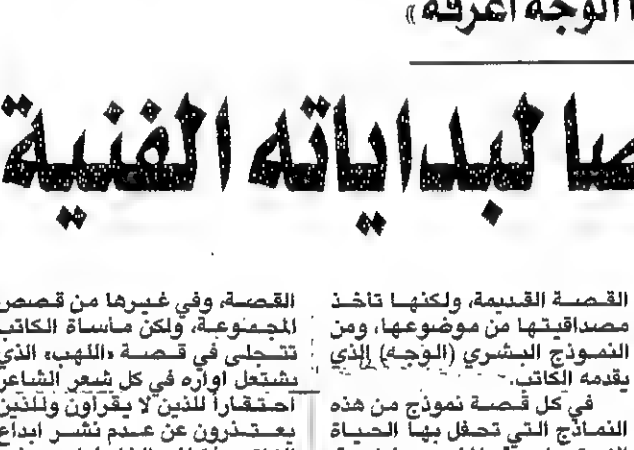 الوجه أعرفه»
صا لبداياته الفنية
القصة القديمة، ولكنها تأخذ
مصداقيتها من موضوعها، ومن
النموذج البشري (الوجه) الذي
يقدمه الكاتب.
في كل قصة نموذج من هذه
النماذج التي تحفل بها الحياة
القصة، وفي غيرها من قصص
المجموعة، ولكن مأساة الكاتب
تتجلى في قصة «اللهب» الذي
يشتعل اواره في كل شعر الشاعر
احتقاراً للذين لا يقرأون وللذين
يعتذرون عن عدم نشر ابداع